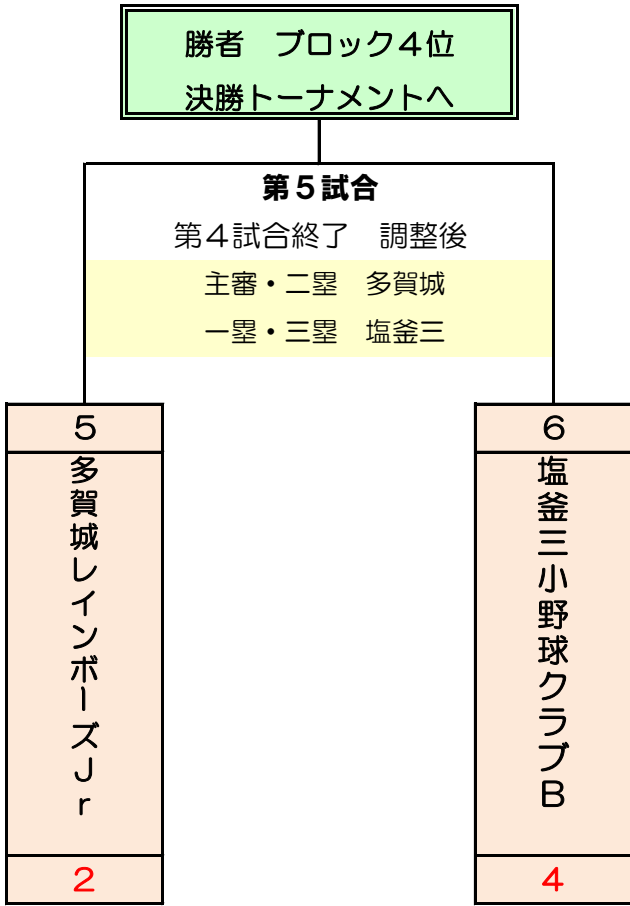 勝者　ブロック４位
決勝トーナメントへ
第５試合
第４試合終了　調整後
主審・二塁　多賀城
一塁・三塁　塩釜三
５
多賀城レインボーズＪｒ
２
６
塩釜三小野球クラブＢ
４